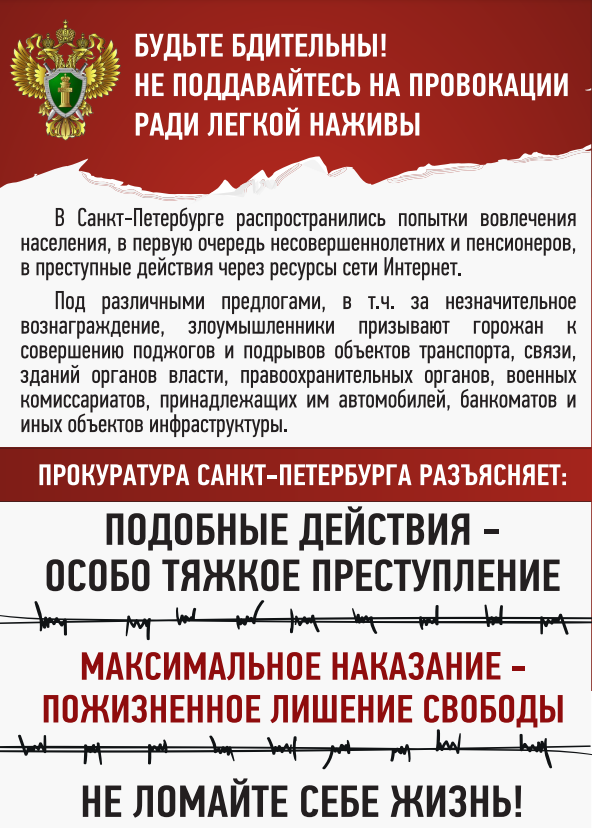 БУДЬТЕ БДИТЕЛЬНЫ!
НЕ ПОДДАВАЙТЕСЬ НА ПРОВОКАЦИИ
РАДИ ЛЕГКОЙ НАЖИВЫ
В Санкт-Петербурге распространились попытки вовлечения
населения, в первую очередь несовершеннолетних и пенсионеров,
в преступные действия через ресурсы сети Интернет.
Под различными предлогами, в т.ч. за незначительное
вознаграждение, злоумышленники призывают горожан к
совершению поджогов и подрывов объектов транспорта, связи,
зданий органов власти, правоохранительных органов, военных
комиссариатов, принадлежащих им автомобилей, банкоматов и
иных объектов инфраструктуры.
ПРОКУРАТУРА САНКТ-ПЕТЕРБУРГА РАЗЪЯСНЯЕТ:
ПОДОБНЫЕ ДЕЙСТВИЯ -
ОСОБО ТЯЖКОЕ ПРЕСТУПЛЕНИЕ
МАКСИМАЛЬНОЕ НАКАЗАНИЕ -
ПОЖИЗНЕННОЕ ЛИШЕНИЕ СВОБОДЫ
НЕ ЛОМАЙТЕ СЕБЕ ЖИЗНЬ!